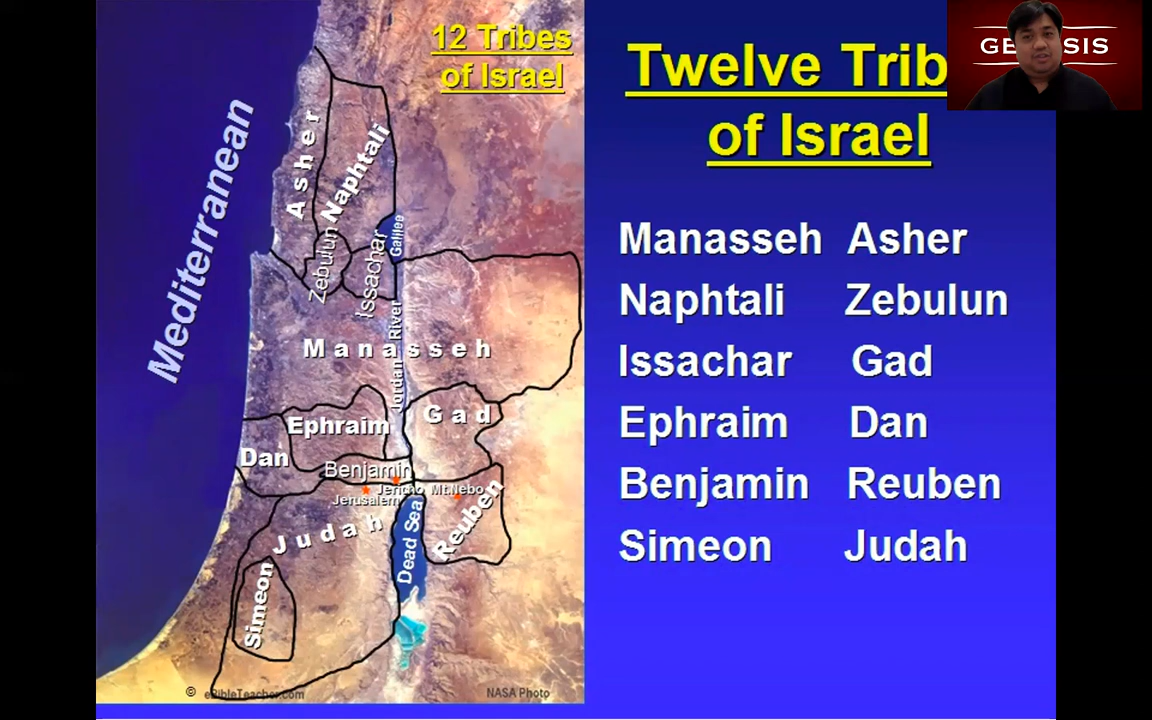 12 Tribes
of Israel
Twelve Trib
of Israel
GE SIS
Mediterranean
Asher
Naphtali
Zebulun
Issachar
Galilee
Jordan River
Manasseh
Ephraim
Gad
Dan
Benjamin
Jericho Mt.Nebo
Jerusalem
Judah
Reuben
Dead Sea
Simeon
© eBibleTeacher.com
NASA Photo
Manasseh Asher
Naphtali Zebulun
Issachar Gad
Ephraim Dan
Benjamin Reuben
Simeon Judah